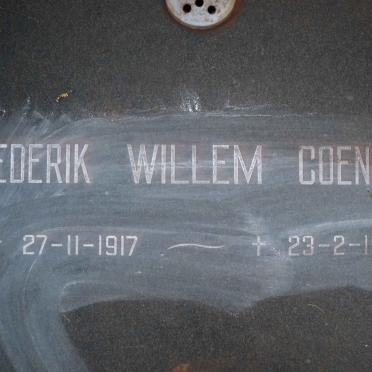 EDERIK WILLEM COEN
27-11-1917 ~ † 23-2-1